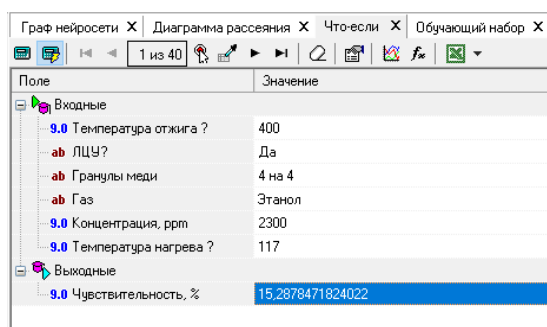 Граф нейросети X Диаграмма рассеяния X Что-если X Обучающий набор X
1 из 40 fx
Поле Значение
Входные
9.0 Температура отжига ? 400
ab ЛЦУ? Да
ab Гранулы меди 4 на 4
ab Газ Этанол
9.0 Концентрация, ppm 2300
9.0 Температура нагрева ? 117
Выходные
9.0 Чувствительность, % 15,2878471824022